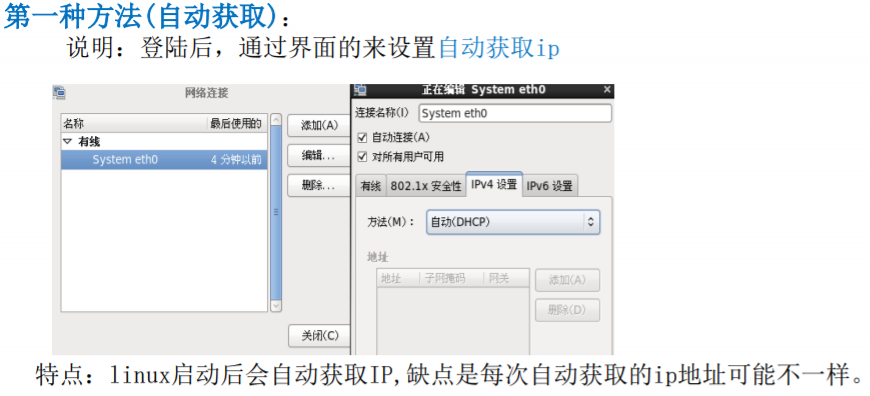 第一种方法(自动获取)：
说明：登陆后，通过界面的来设置自动获取ip
网络连接
名称 最后使用的
有线
System eth0 4 分钟以前
添加(A)
编辑...
删除...
关闭(C)
正在编辑 System eth0
连接名称(I) System eth0
自动连接(A)
对所有用户可用
有线 802.1x 安全性 IPv4 设置 IPv6 设置
方法(M)： 自动(DHCP)
地址
地址 子网掩码 网关
添加(A)
删除(D)
特点：linux启动后会自动获取IP,缺点是每次自动获取的ip地址可能不一样。